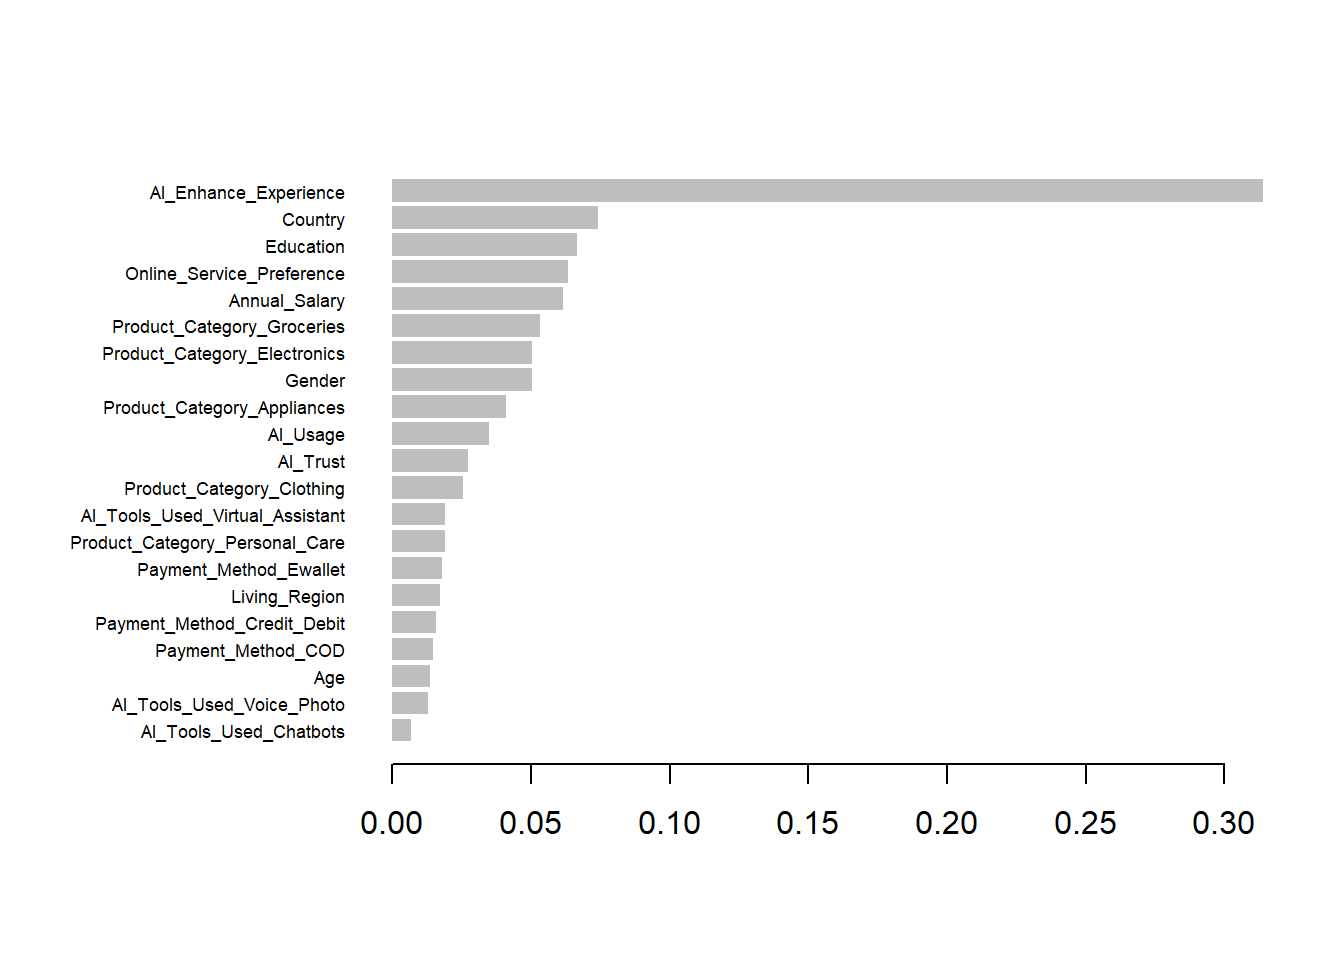 AI_Enhance_Experience
Country
Education
Online_Service_Preference
Annual_Salary
Product_Category_Groceries
Product_Category_Electronics
Gender
Product_Category_Appliances
AI_Usage
AI_Trust
Product_Category_Clothing
AI_Tools_Used_Virtual_Assistant
Product_Category_Personal_Care
Payment_Method_Ewallet
Living_Region
Payment_Method_Credit_Debit
Payment_Method_COD
Age
AI_Tools_Used_Voice_Photo
AI_Tools_Used_Chatbots
0.00 0.05 0.10 0.15 0.20 0.25 0.30